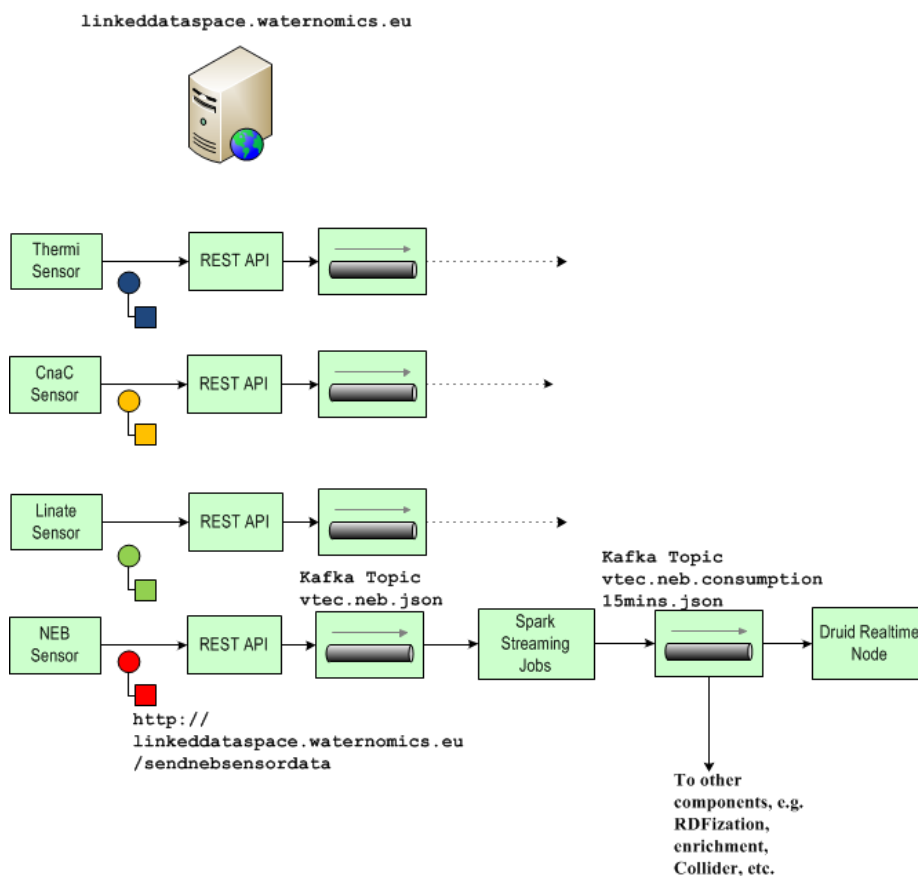 linkeddataspace.waternomics.eu
Thermi
Sensor
REST API
CnaC
Sensor
REST API
Linate
Sensor
REST API
Kafka Topic
vtec.neb.json
Kafka Topic
vtec.neb.consumption
15mins.json
NEB
Sensor
REST API
Spark
Streaming
Jobs
Druid Realtime
Node
http://
linkeddataspace.waternomics.eu
/sendnebsensordata
To other
components, e.g.
RDFization,
enrichment,
Collider, etc.